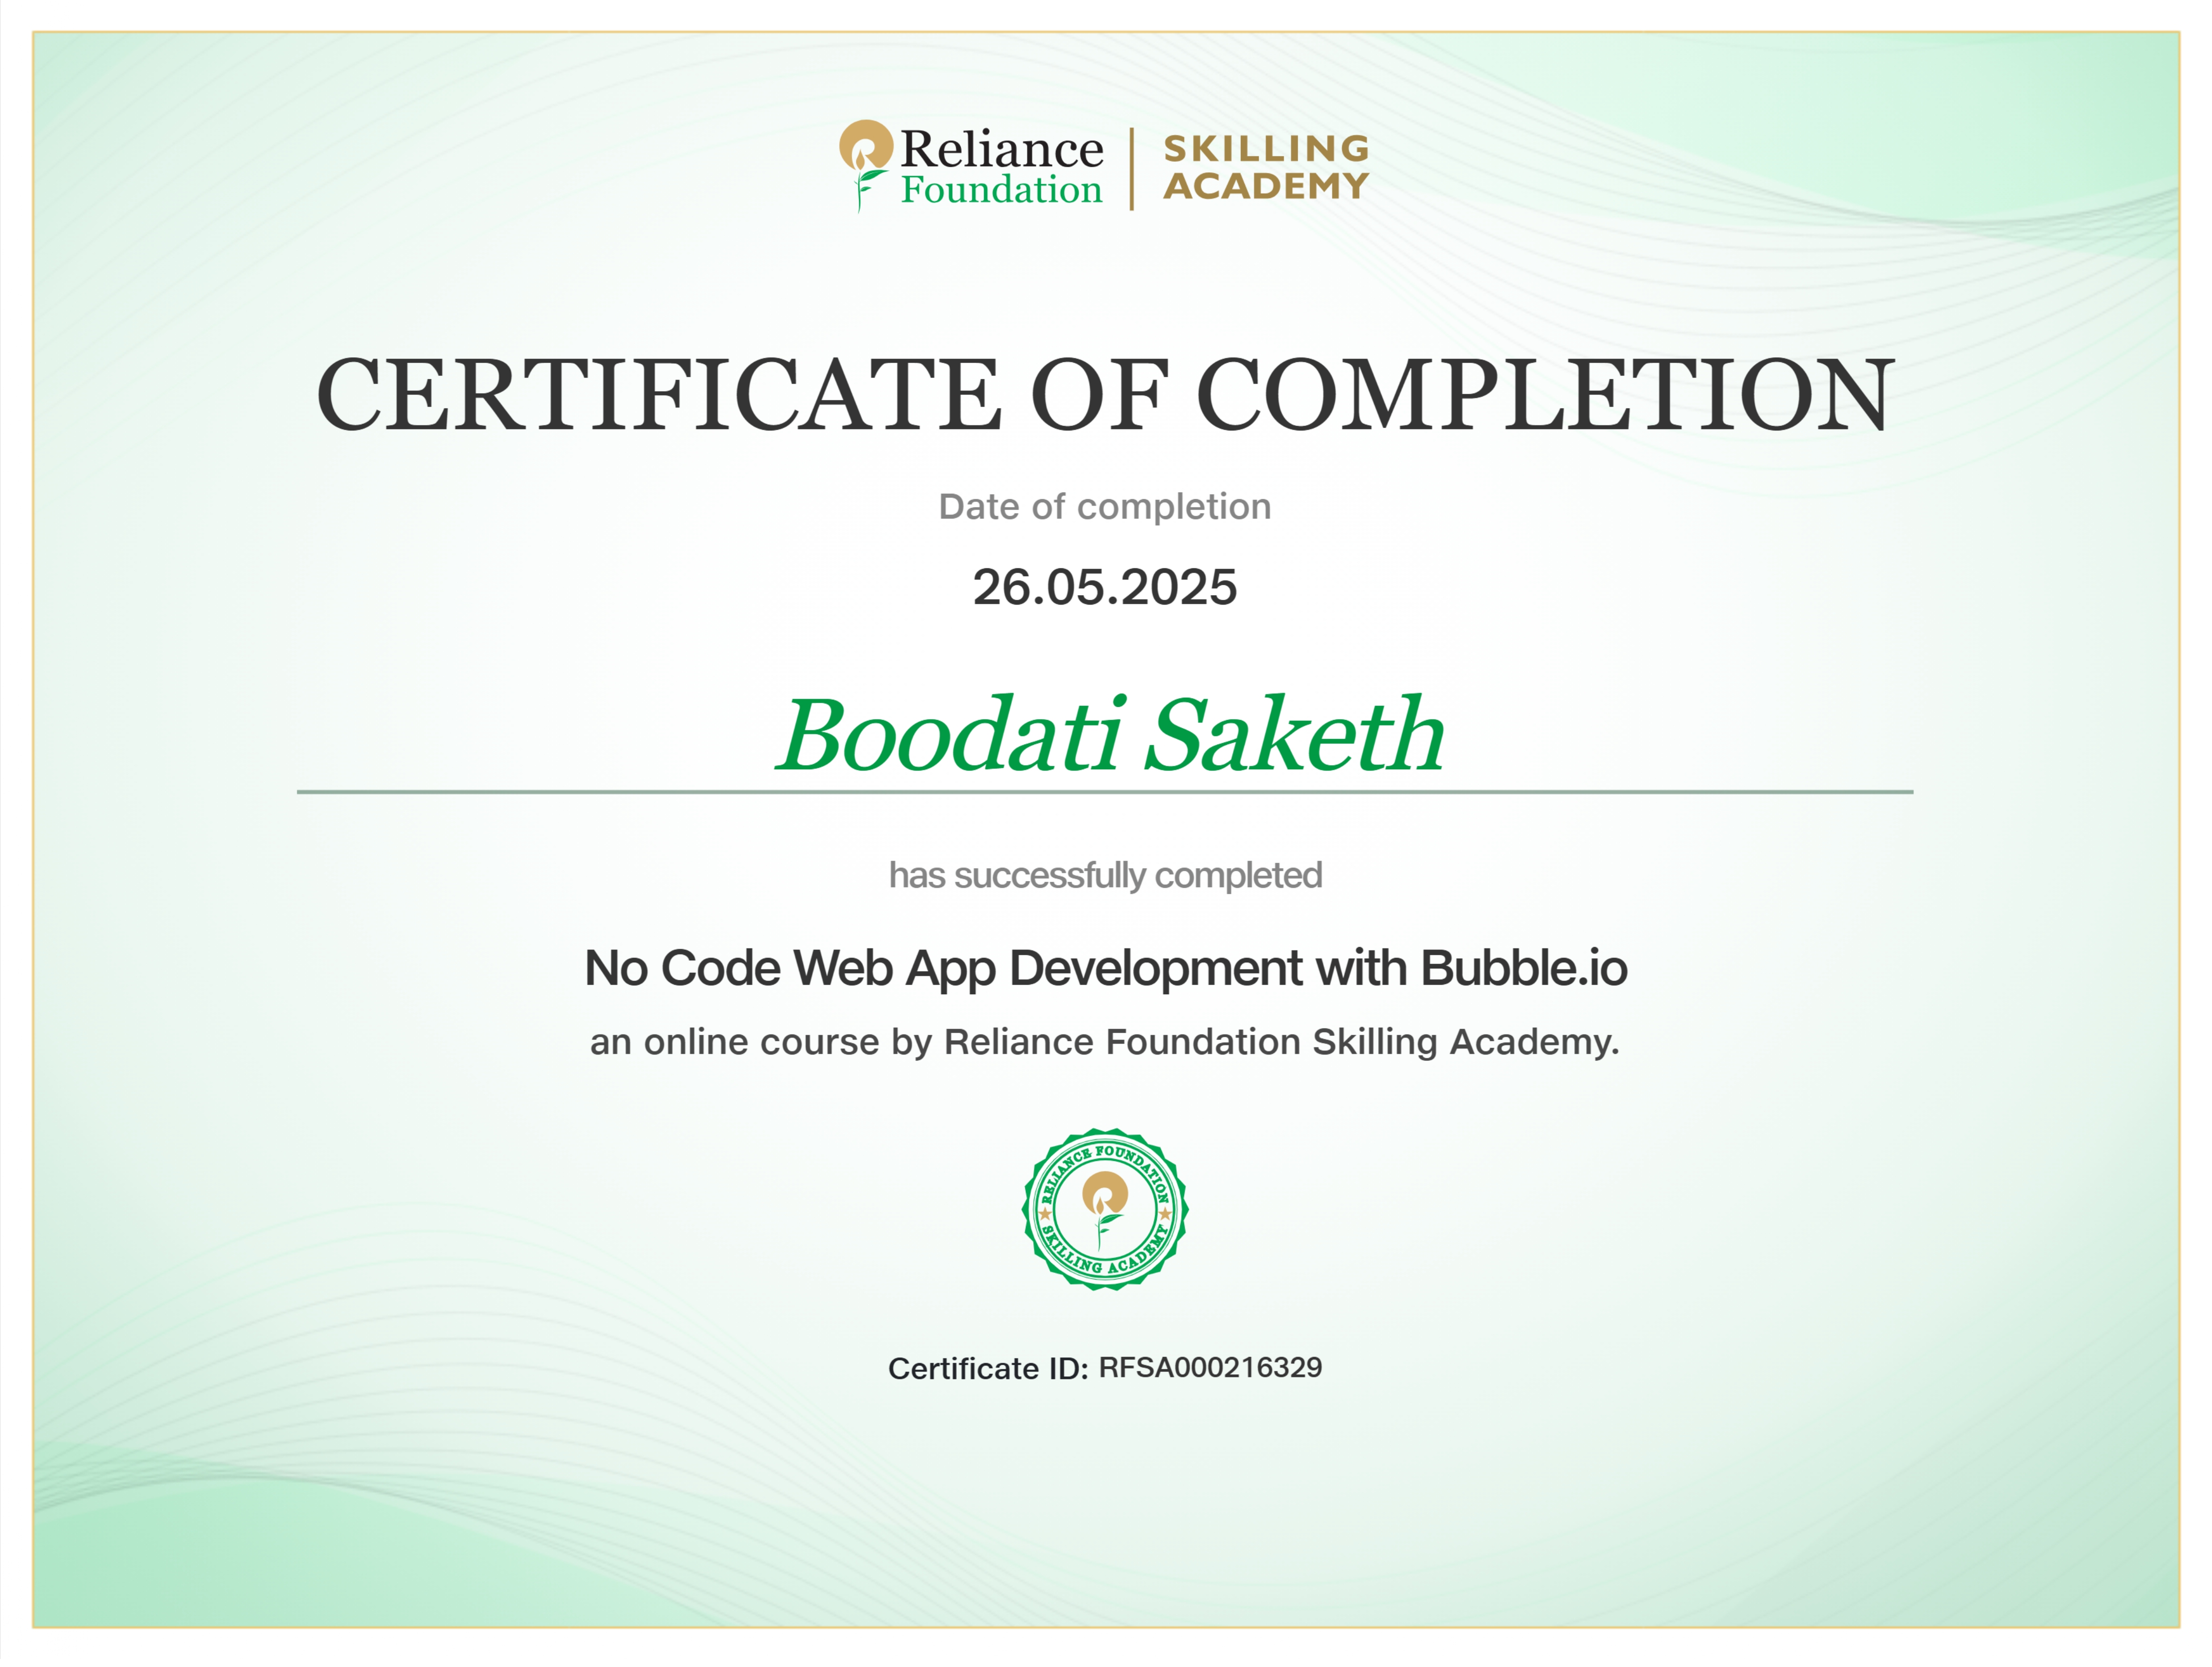 Reliance
Foundation
SKILLING
ACADEMY
CERTIFICATE OF COMPLETION
Date of completion
26.05.2025
Boodati Saketh
has successfully completed
No Code Web App Development with Bubble.io
an online course by Reliance Foundation Skilling Academy.
RELIANCE FOUNDATION
SKILLING ACADEMY
Certificate ID: RFSA000216329